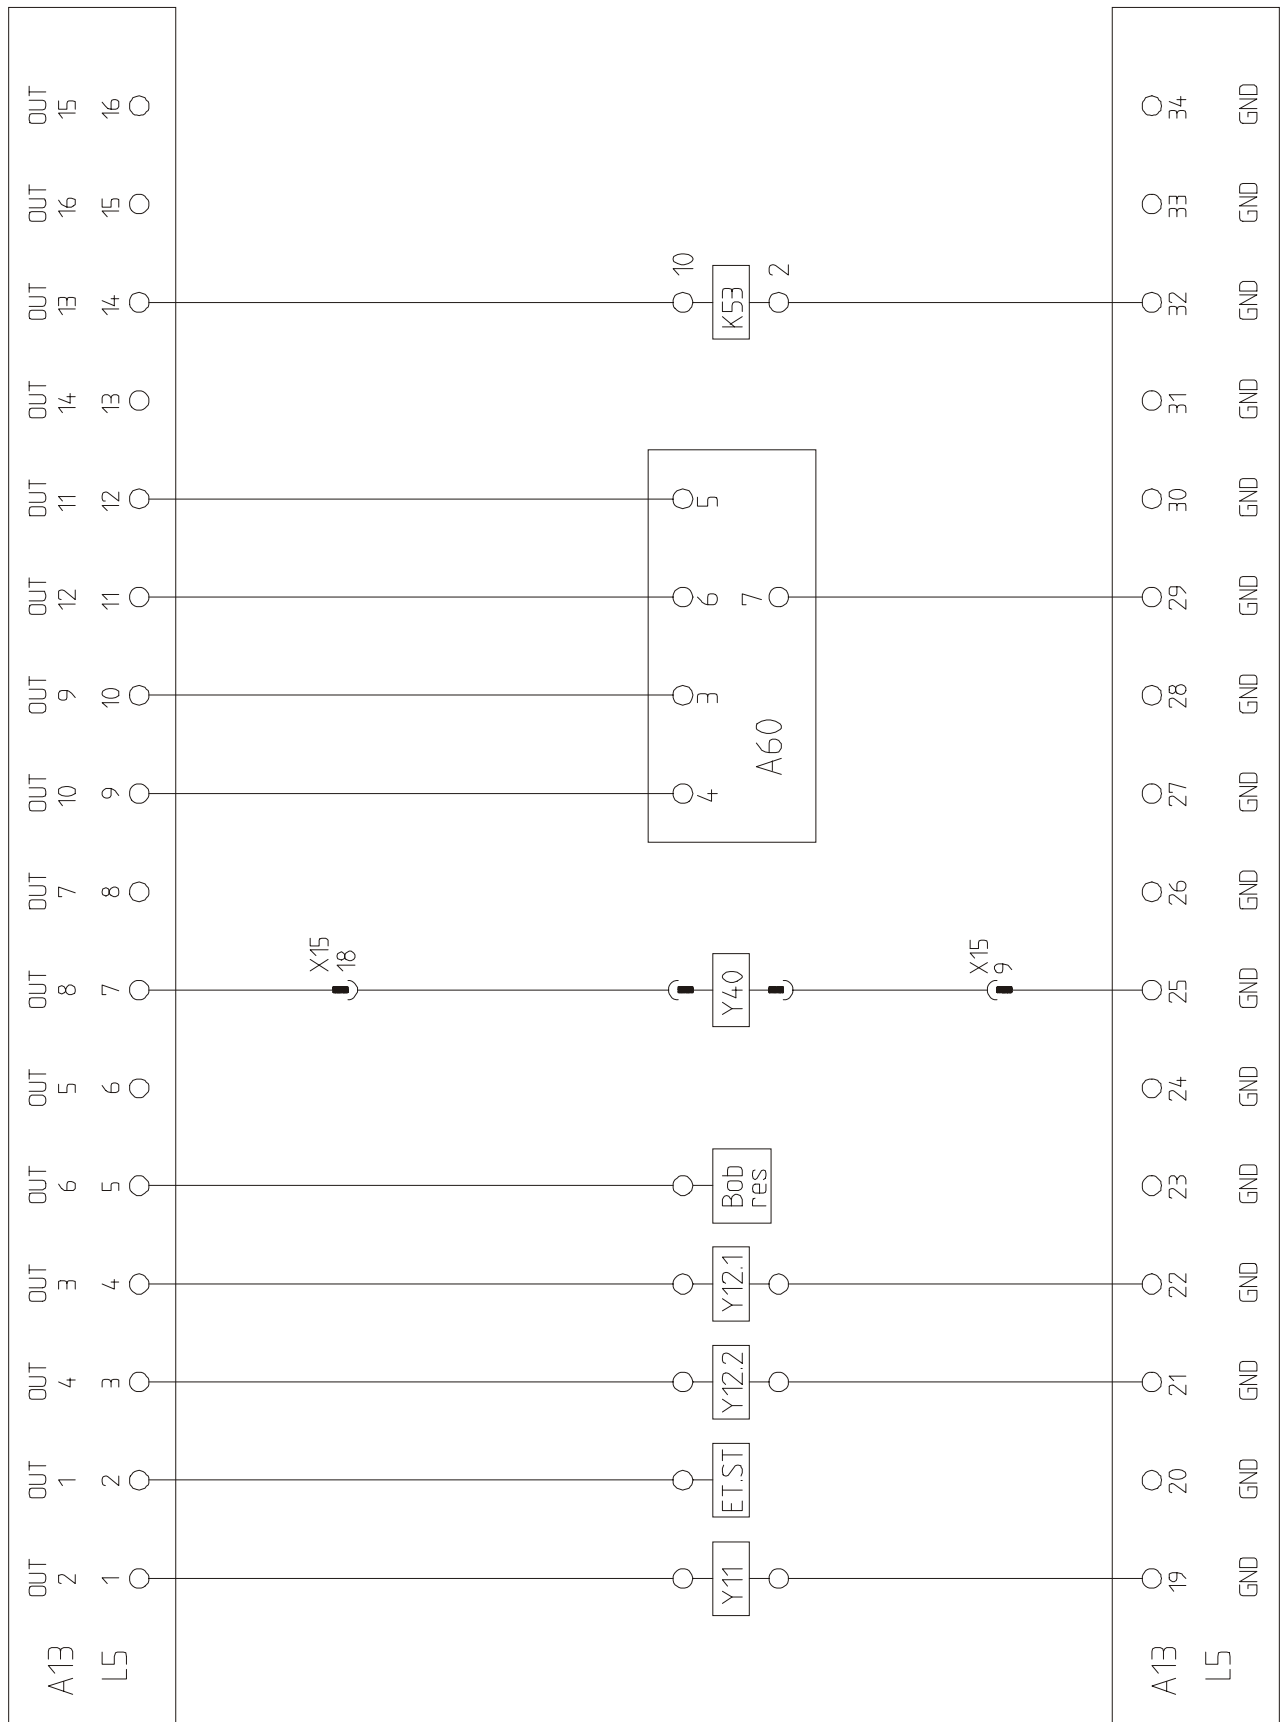 OUT OUT OUT OUT OUT OUT OUT OUT OUT OUT OUT OUT OUT OUT OUT OUT
A13 2 1 4 3 6 5 8 7 10 9 12 11 14 13 16 15
L5 1 2 3 4 5 6 7 8 9 10 11 12 13 14 15 16
X15
18
10
4 3 6 5
Y11 ET.ST Y12.2 Y12.1 Bob Y40 K53
res
A60 7
2
X15
9
A13 19 20 21 22 23 24 25 26 27 28 29 30 31 32 33 34
L5 GND GND GND GND GND GND GND GND GND GND GND GND GND GND GND GND